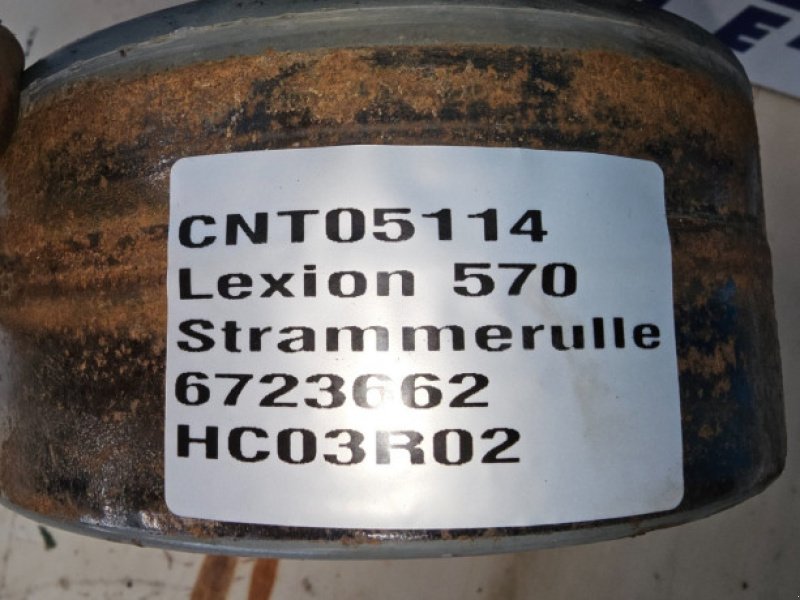 CNT05114
Lexion 570
Strammerulle
6723662
HC03R02